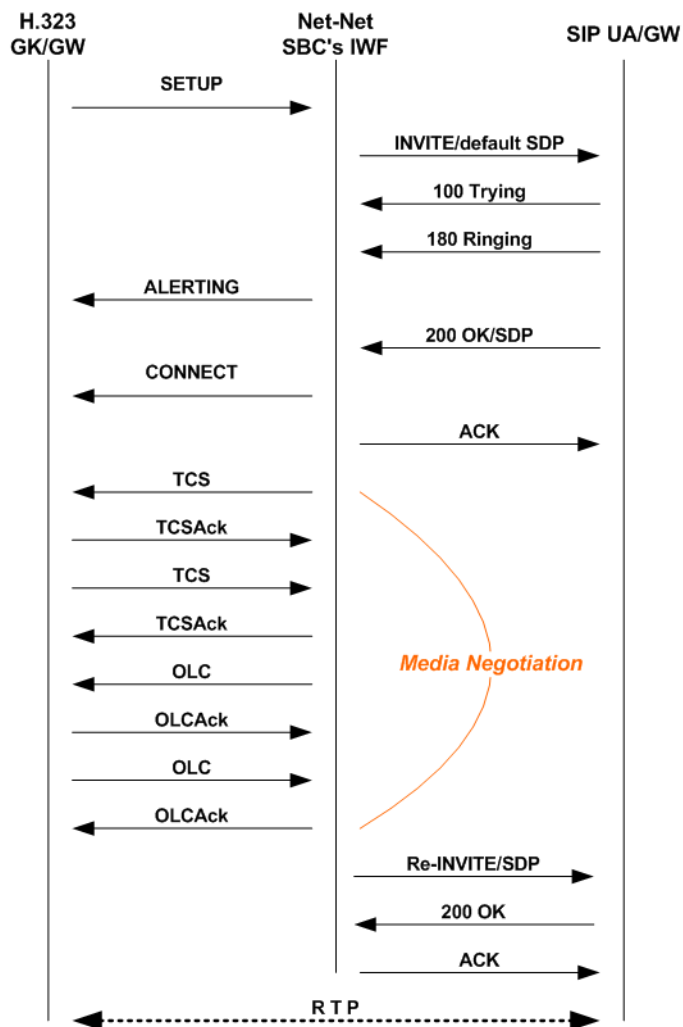 H.323
GK/GW
Net-Net
SBC's IWF
SIP UA/GW
SETUP
INVITE/default SDP
100 Trying
180 Ringing
ALERTING
200 OK/SDP
CONNECT
ACK
TCS
TCSAck
TCS
TCSAck
Media Negotiation
OLC
OLCAck
OLC
OLCAck
Re-INVITE/SDP
200 OK
ACK
R T P